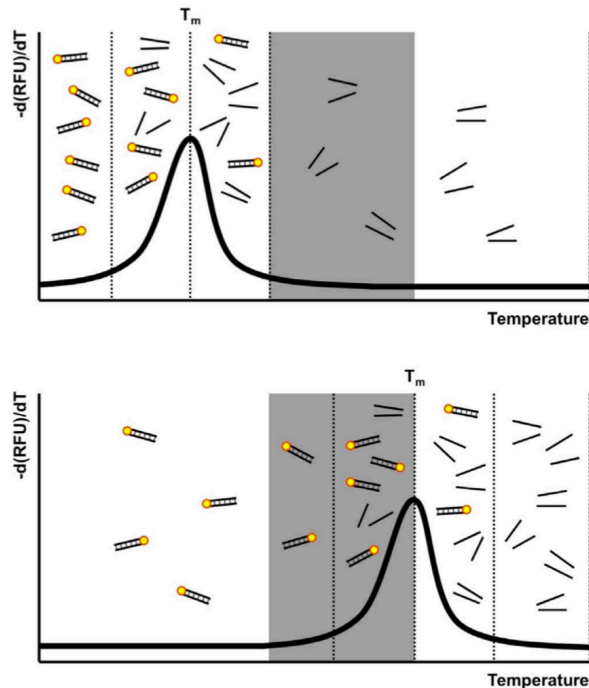 Tm
-d(RFU)/dT
Temperature
Tm
-d(RFU)/dT
Temperature